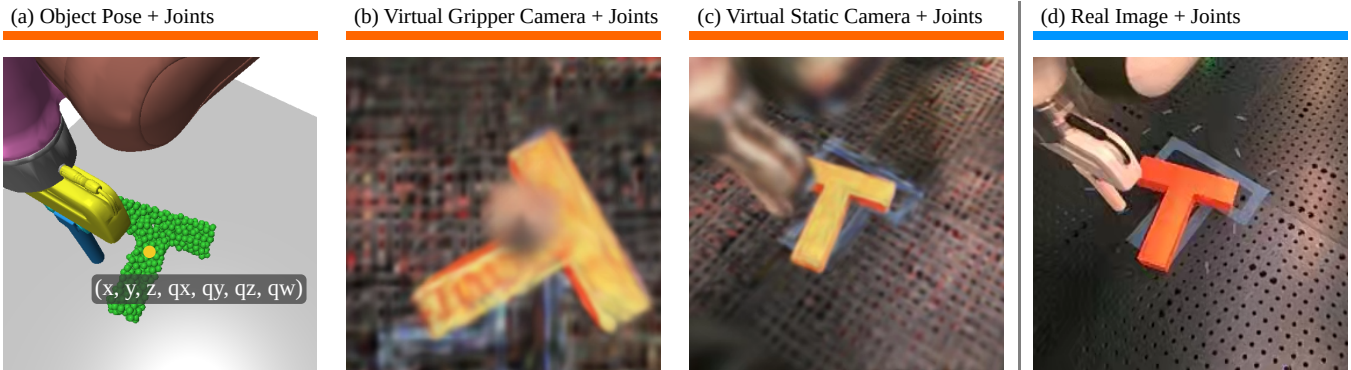 (a) Object Pose + Joints
(b) Virtual Gripper Camera + Joints
(c) Virtual Static Camera + Joints
(d) Real Image + Joints
(x, y, z, qx, qy, qz, qw)